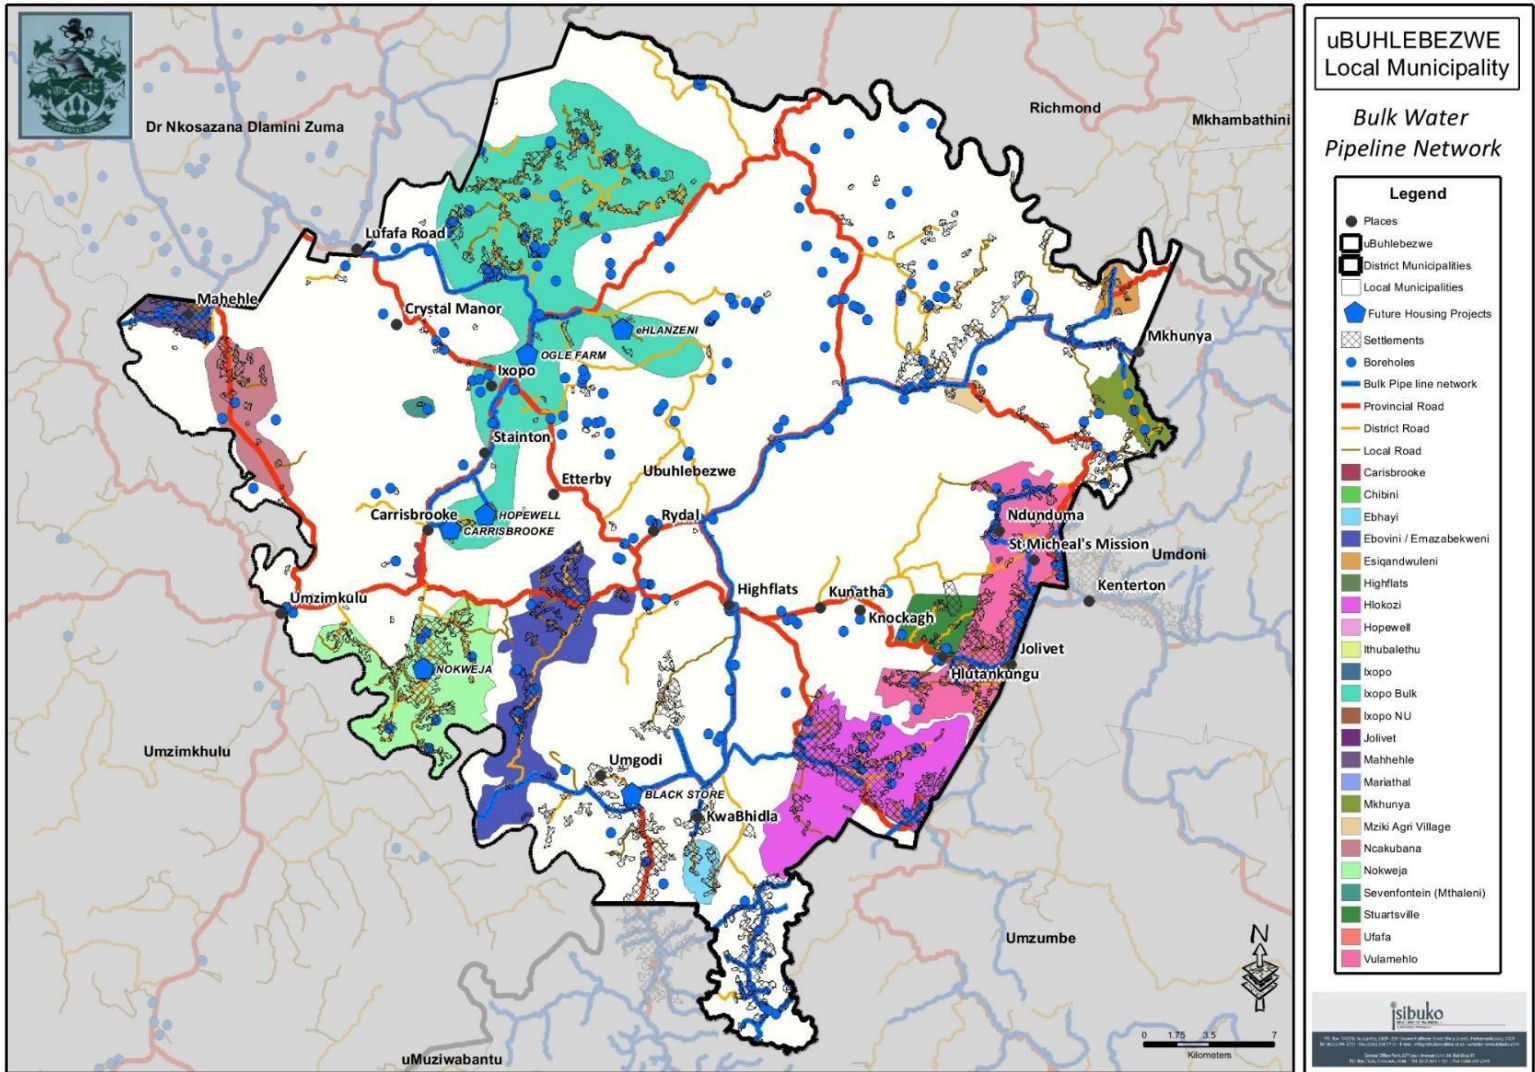 uBUHLEBEZWE
Local Municipality
Bulk Water
Pipeline Network
Legend
Places
uBuhlebezwe
District Municipalities
Local Municipalities
Future Housing Projects
Settlements
Boreholes
Bulk Pipe line network
Provincial Road
District Road
Local Road
Carisbrooke
Chibini
Ebhayi
Ebovini / Emazabekweni
Esiqandwuleni
Highflats
Hlokozi
Hopewell
Ithubalethu
Ixopo
Ixopo Bulk
Ixopo NU
Jolivet
Mahhehle
Mariathal
Mkhunya
Mziki Agri Village
Ncakubana
Nokweja
Sevenfontein (Mthaleni)
Stuartsville
Ufafa
Vulamehlo
isibuko
Dr Nkosazana Dlamini Zuma
Richmond
Mkhambathini
Lufafa Road
Mahehle
Crystal Manor
eHLANZENI
OGLE FARM
Mkhunya
Ixopo
Stainton
Ubuhlebezwe
Etterby
HOPEWELL
Carrisbrooke
CARRISBROOKE
Rydal
Ndunduma
St Micheal's Mission
Umdoni
Kenterton
Umzimkulu
Highflats
Kunatha
Knockagh
Jolivet
NOKWEJA
Hlutankungu
Umzimkhulu
Umgodi
BLACK STORE
KwaBhidla
Umzumbe
uMuziwabantu
N
0 1.75 3.5 7
Kilometers